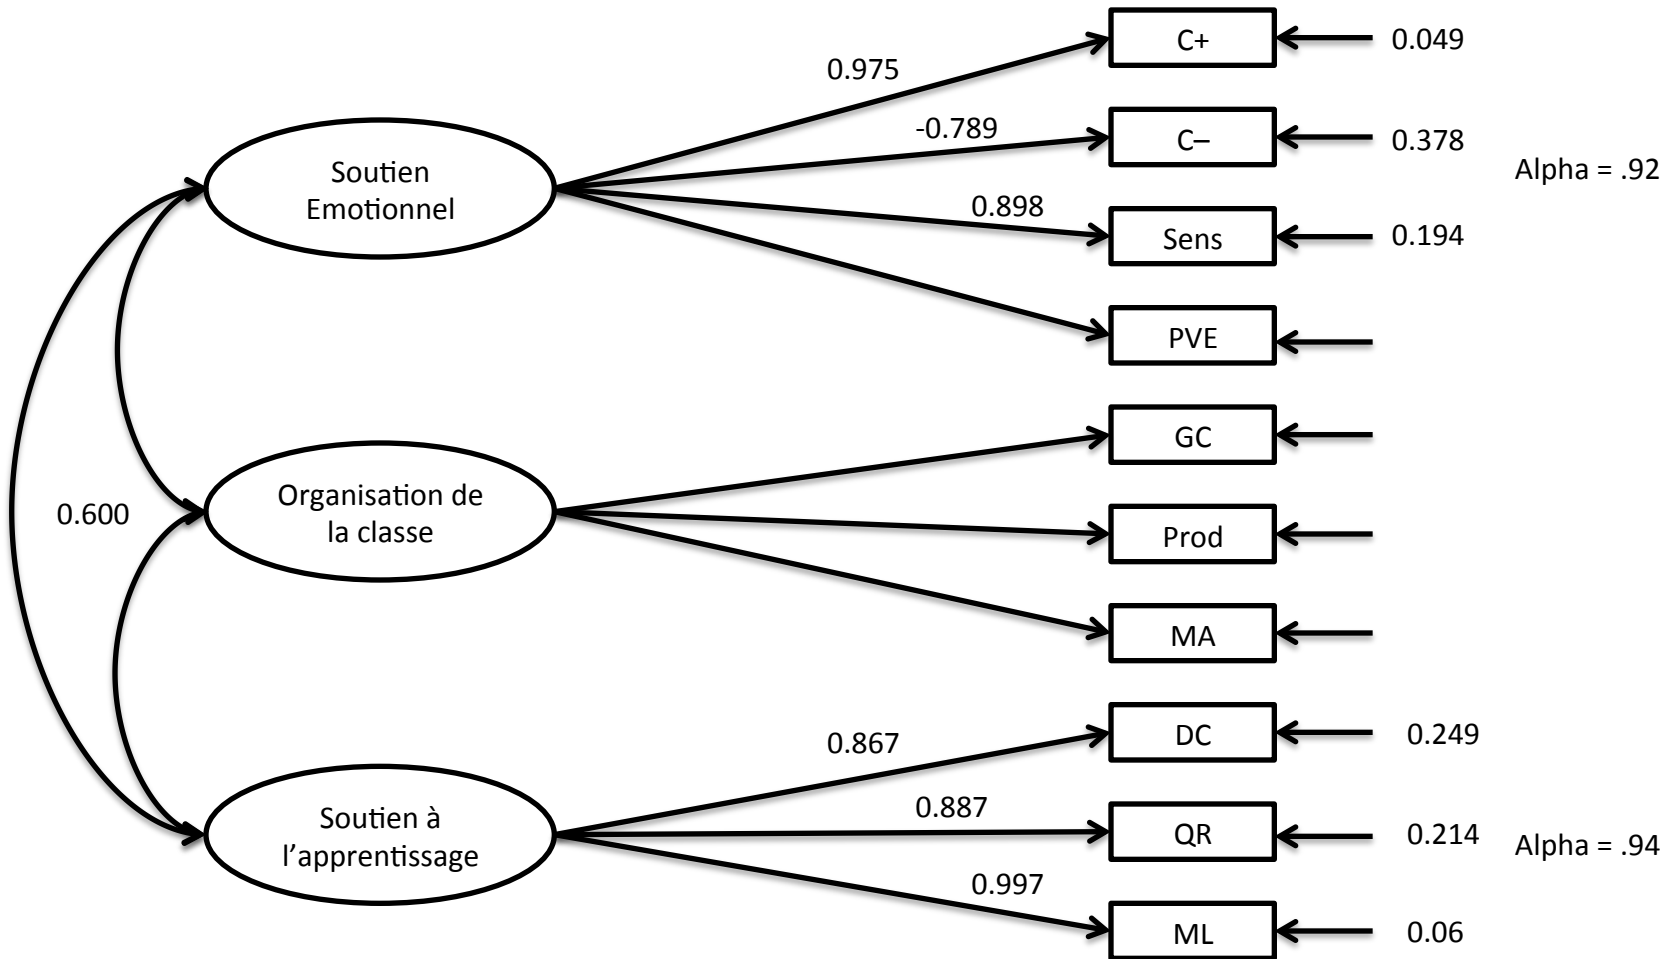 C+
0.049
0.975
-0.789
C–
0.378
Alpha = .92
Soutien
Emotionnel
0.898
Sens
0.194
PVE
GC
Organisation de
la classe
0.600
Prod
MA
0.867
DC
0.249
0.887
Soutien à
l’apprentissage
QR
0.214
Alpha = .94
0.997
ML
0.06